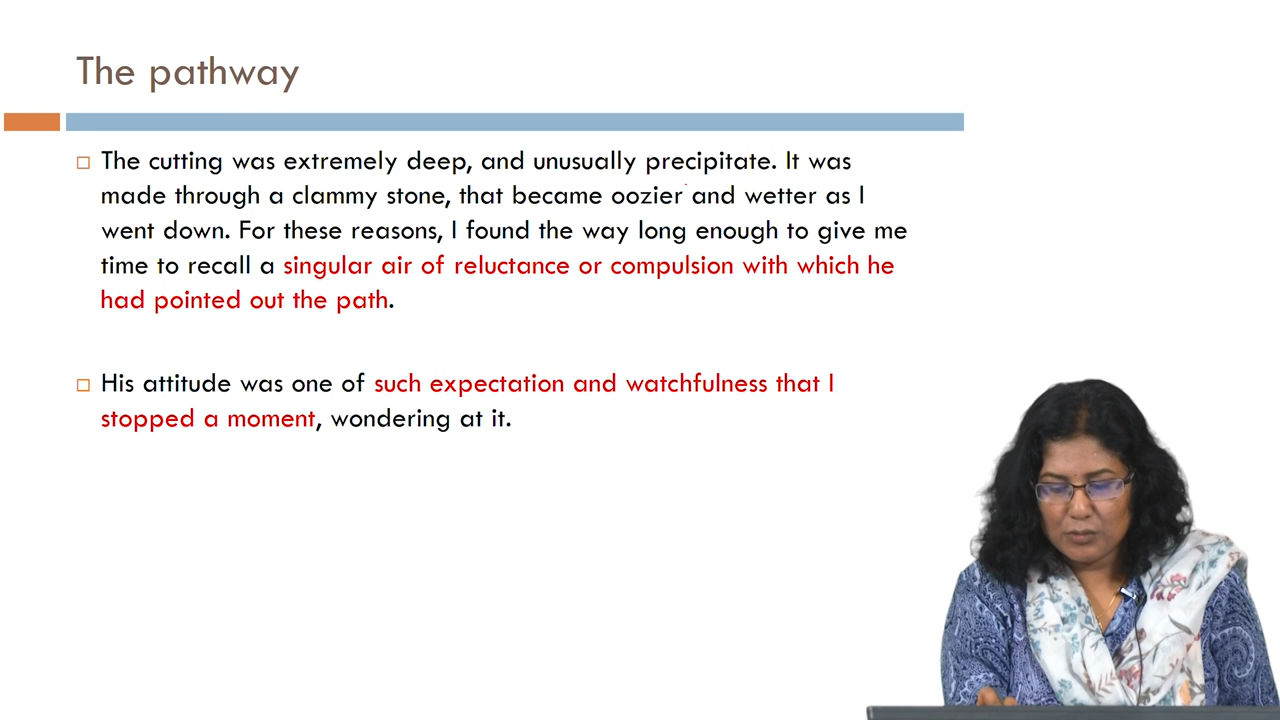 The pathway
The cutting was extremely deep, and unusually precipitate. It was
made through a clammy stone, that became oozier and wetter as I
went down. For these reasons, I found the way long enough to give me
time to recall a singular air of reluctance or compulsion with which he
had pointed out the path.
His attitude was one of such expectation and watchfulness that I
stopped a moment, wondering at it.